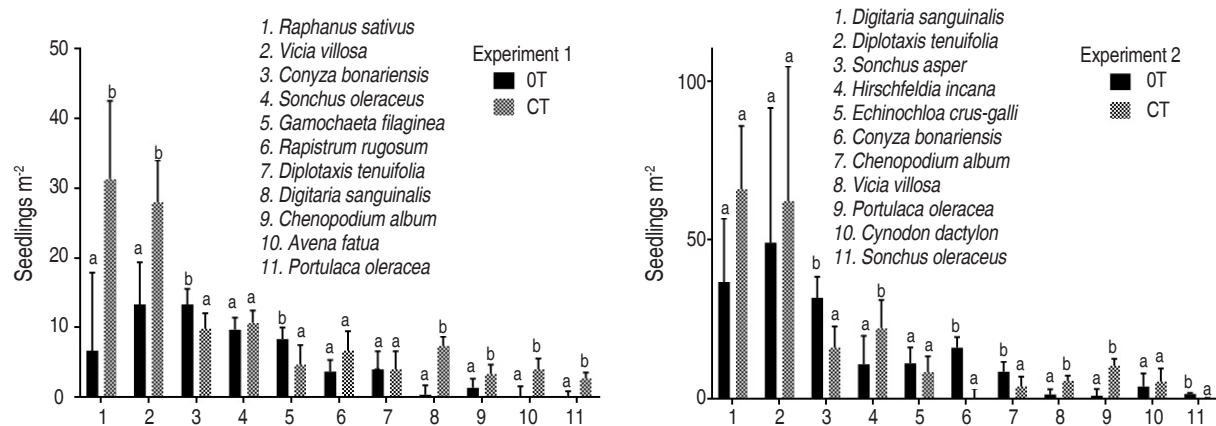 1. Raphanus sativus
2. Vicia villosa
3. Conyza bonariensis
4. Sonchus oleraceus
5. Gamochaeta filaginea
6. Rapistrum rugosum
7. Diplotaxis tenuifolia
8. Digitaria sanguinalis
9. Chenopodium album
10. Avena fatua
11. Portulaca oleracea
Experiment 1
0T
CT
Seedlings m-2
50
40
30
20
10
0
a b
a b
b a
a a
b a
a a
a a
a b
a b
a b
a b
1 2 3 4 5 6 7 8 9 10 11
1. Digitaria sanguinalis
2. Diplotaxis tenuifolia
3. Sonchus asper
4. Hirschfeldia incana
5. Echinochloa crus-galli
6. Conyza bonariensis
7. Chenopodium album
8. Vicia villosa
9. Portulaca oleracea
10. Cynodon dactylon
11. Sonchus oleraceus
Experiment 2
0T
CT
Seedlings m-2
100
50
0
a a
a a
b a
a b
a a
b a
b a
a b
a b
a a
b a
1 2 3 4 5 6 7 8 9 10 11